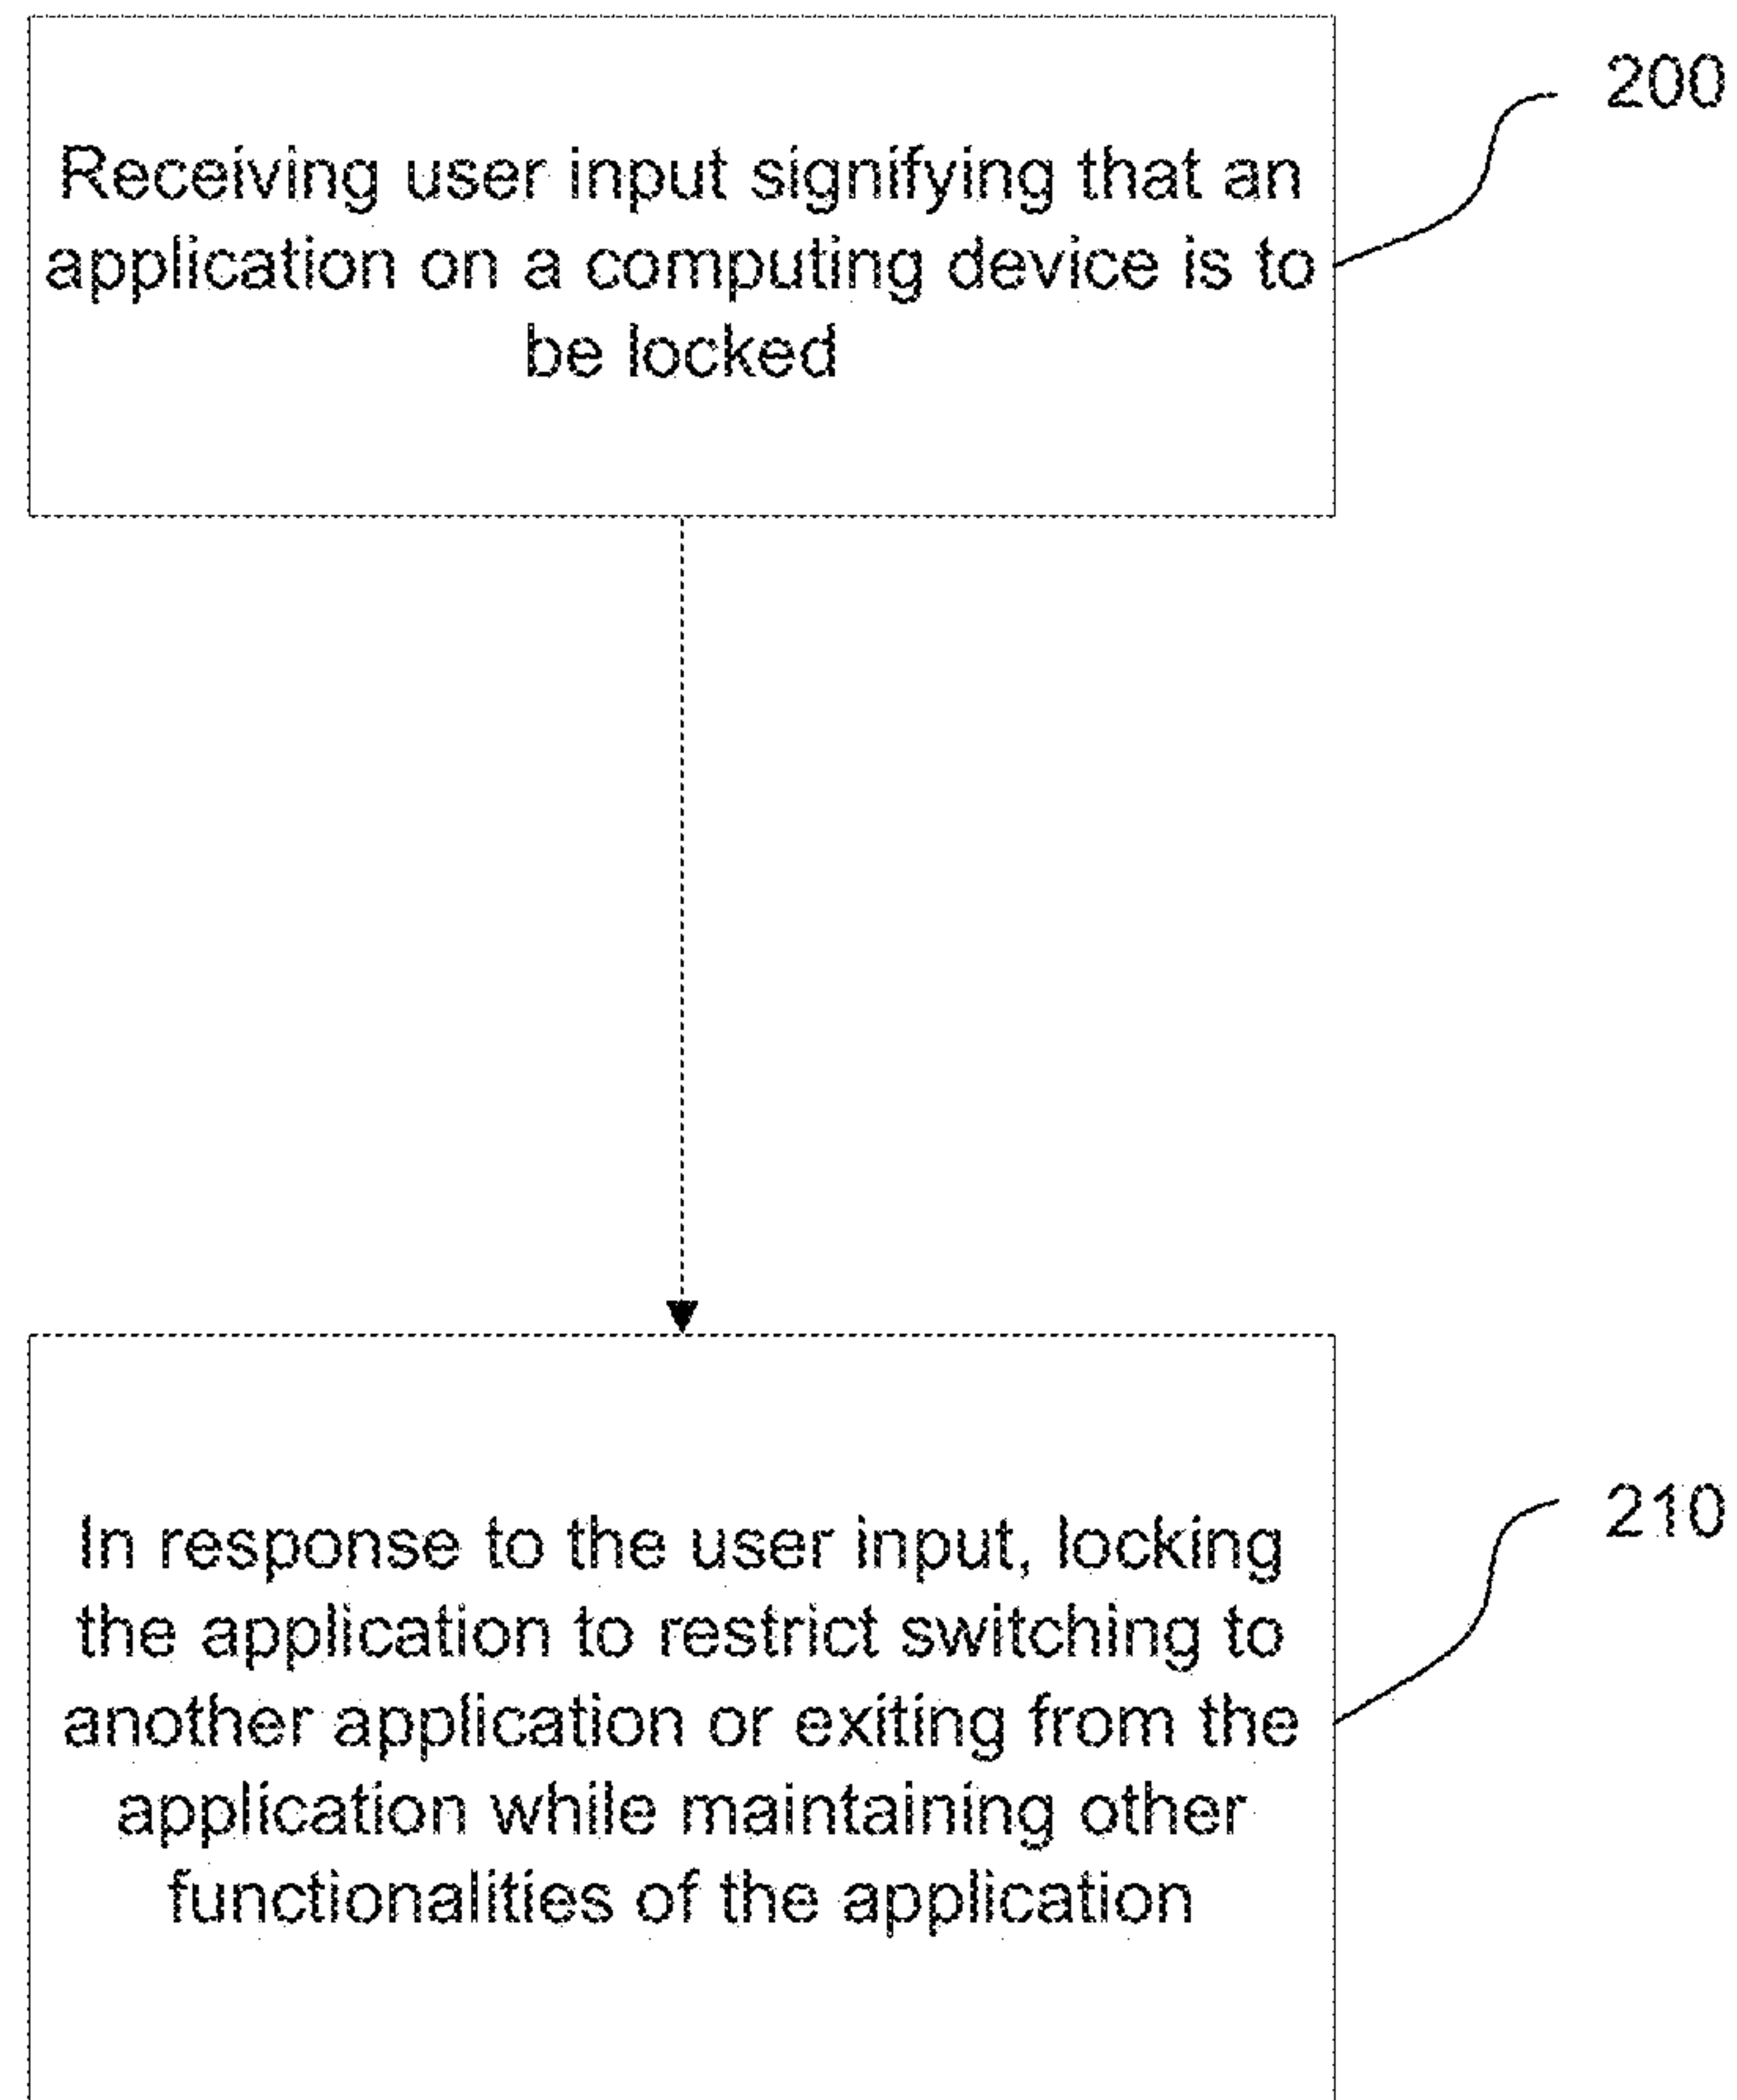 200
Receiving user input signifying that an
application on a computing device is to
be locked
210
In response to the user input, locking
the application to restrict switching to
another application or exiting from the
application while maintaining other
functionalities of the application